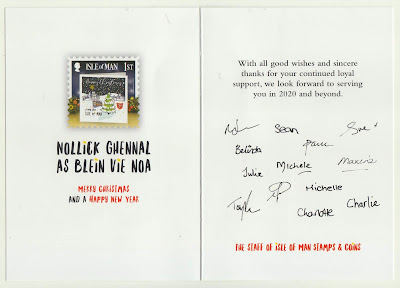 ISLE OF MAN 1st
NOLLICK GHENNAL
AS BLEIN VIE NOA
MERRY CHRISTMAS
AND A HAPPY NEW YEAR
With all good wishes and sincere
thanks for your continued loyal
support, we look forward to serving
you in 2020 and beyond.
Sean Sue
Belinda Paul
Julie Michele Maxine
Michelle
Charlotte Charlie
THE STAFF OF ISLE OF MAN STAMPS & COINS